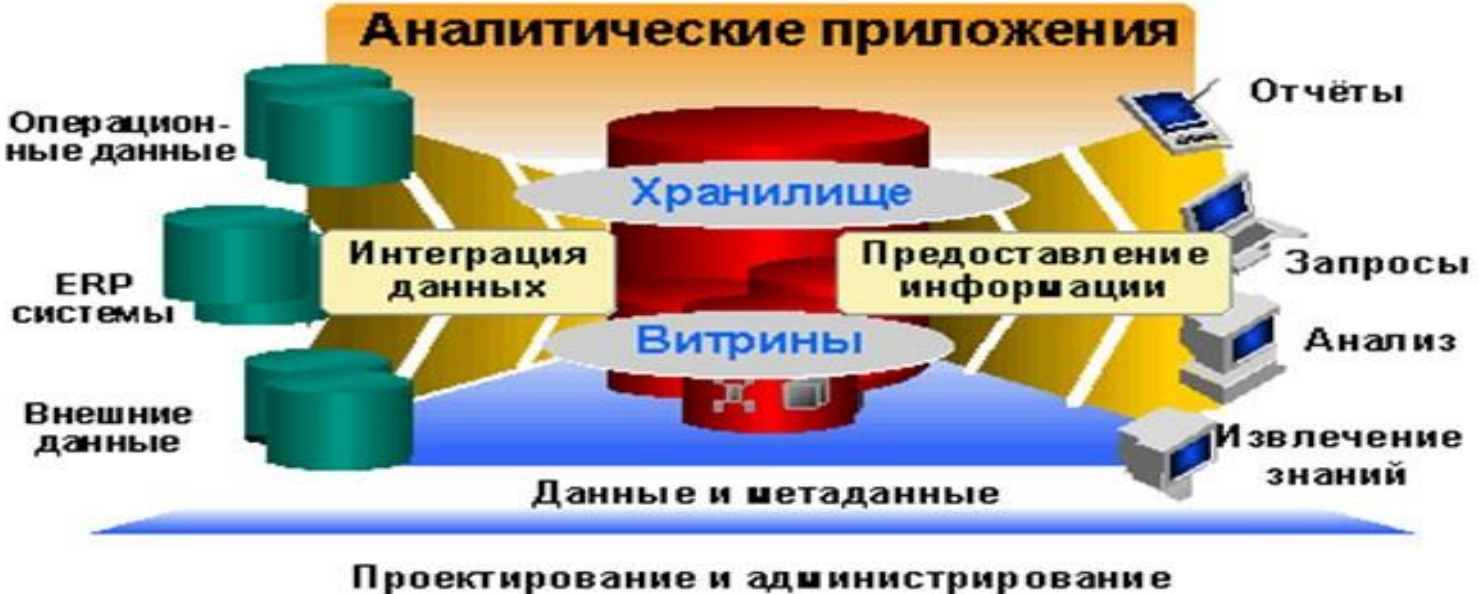 Аналитические приложения
Операцион-
ные данные
ERP
системы
Внешние
данные
Интеграция
данных
Хранилище
Витрины
Предоставление
информации
Отчёты
Запросы
Анализ
Извлечение
знаний
Данные и метаданные
Проектирование и администрирование